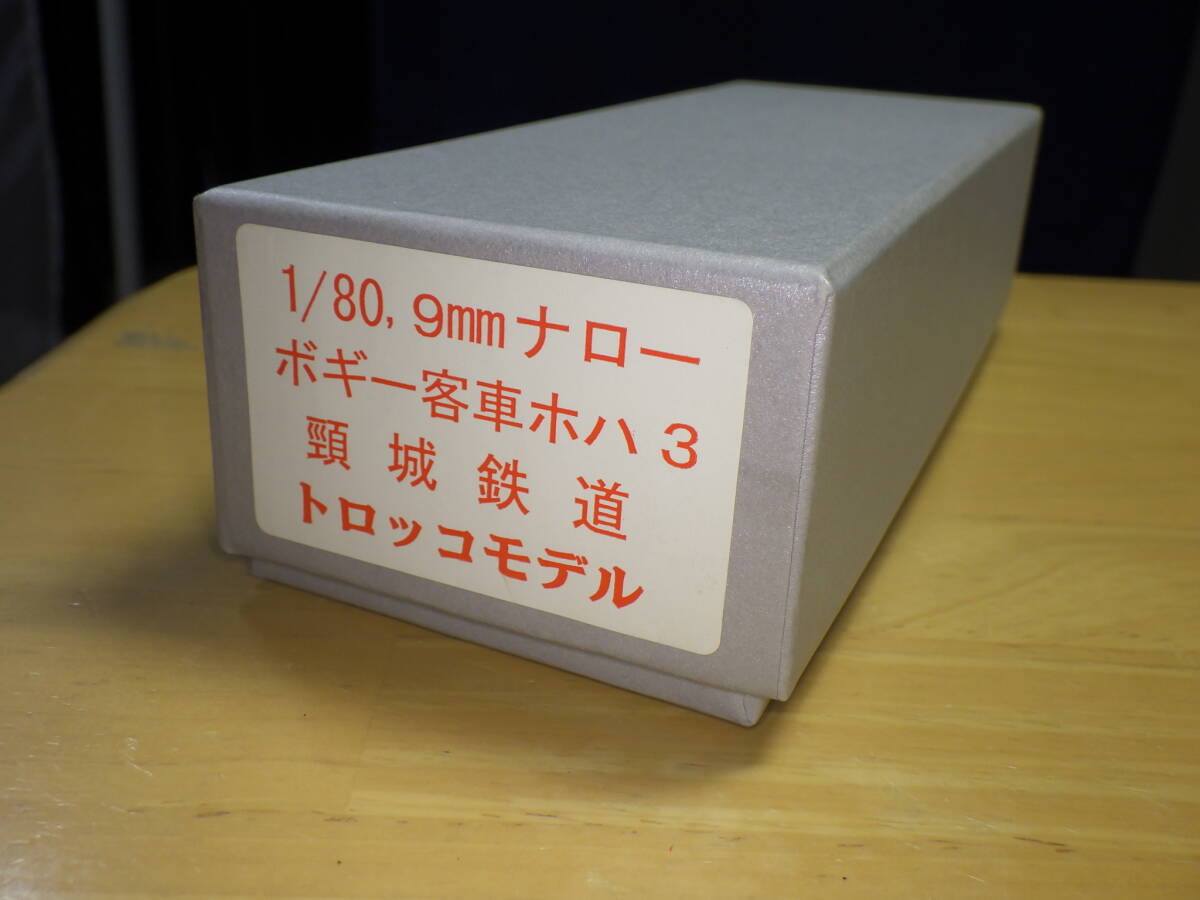 1/80,9mmナロー
ボギー客車ホハ3
頸城鉄道
トロッコモデル